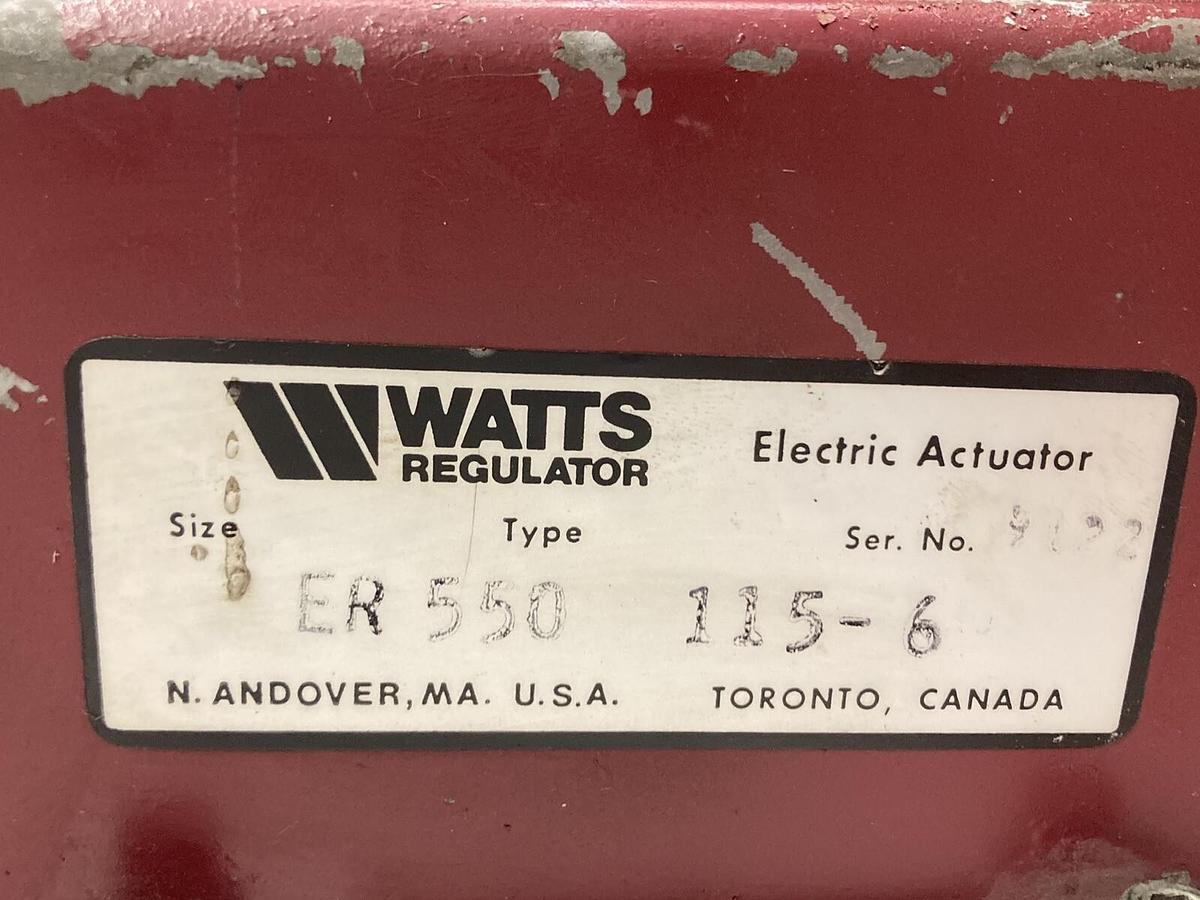 WATTS
REGULATOR
Electric Actuator
Size Type Ser. No.
ER 550 115-6
N. ANDOVER, MA. U.S.A. TORONTO, CANADA